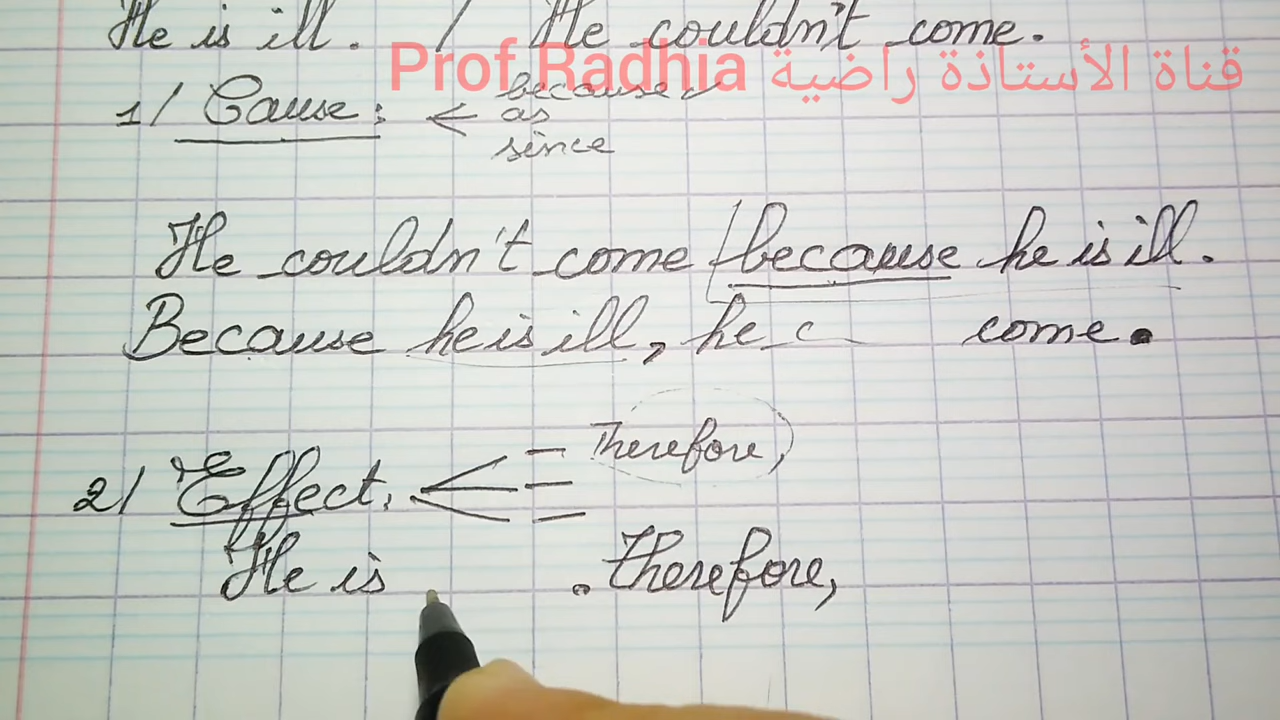 He is ill. / He couldn't come.
Prof Radhia قناة الأستاذة راضية
1/ Cause: because ✓
as
since
He couldn't come / because he is ill.
Because he is ill, he c come.
Therefore,
2/ Effect:
He is . Therefore,